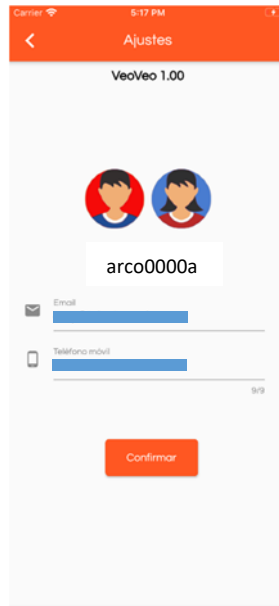 Carrier 5:17 PM
Ajustes
VeoVeo 1.00
arco0000a
Email
Teléfono móvil
9/9
Confirmar